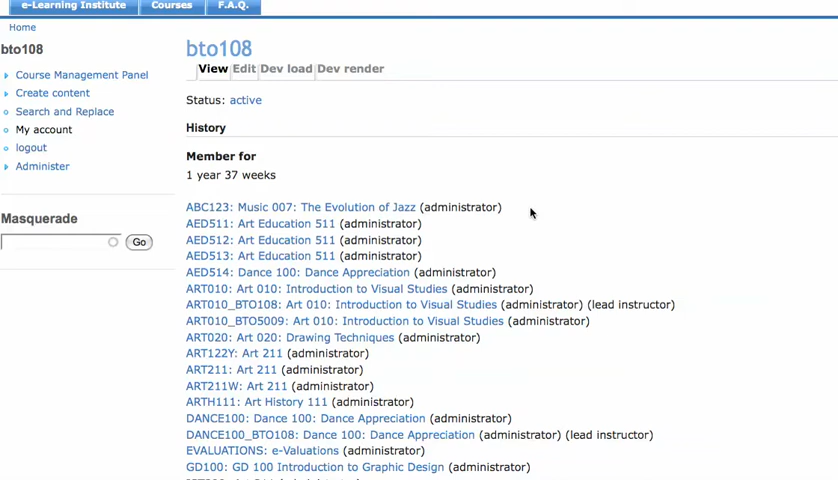 e-Learning Institute Courses F.A.Q.
Home
bto108
Course Management Panel
Create content
Search and Replace
My account
logout
Administer
Masquerade
Go
bto108
View Edit Dev load Dev render
Status: active
History
Member for
1 year 37 weeks
ABC123: Music 007: The Evolution of Jazz (administrator)
AED511: Art Education 511 (administrator)
AED512: Art Education 511 (administrator)
AED513: Art Education 511 (administrator)
AED514: Dance 100: Dance Appreciation (administrator)
ART010: Art 010: Introduction to Visual Studies (administrator)
ART010_BTO108: Art 010: Introduction to Visual Studies (administrator) (lead instructor)
ART010_BTO5009: Art 010: Introduction to Visual Studies (administrator)
ART020: Art 020: Drawing Techniques (administrator)
ART122Y: Art 211 (administrator)
ART211: Art 211 (administrator)
ART211W: Art 211 (administrator)
ARTH111: Art History 111 (administrator)
DANCE100: Dance 100: Dance Appreciation (administrator)
DANCE100_BTO108: Dance 100: Dance Appreciation (administrator) (lead instructor)
EVALUATIONS: e-Valuations (administrator)
GD100: GD 100 Introduction to Graphic Design (administrator)